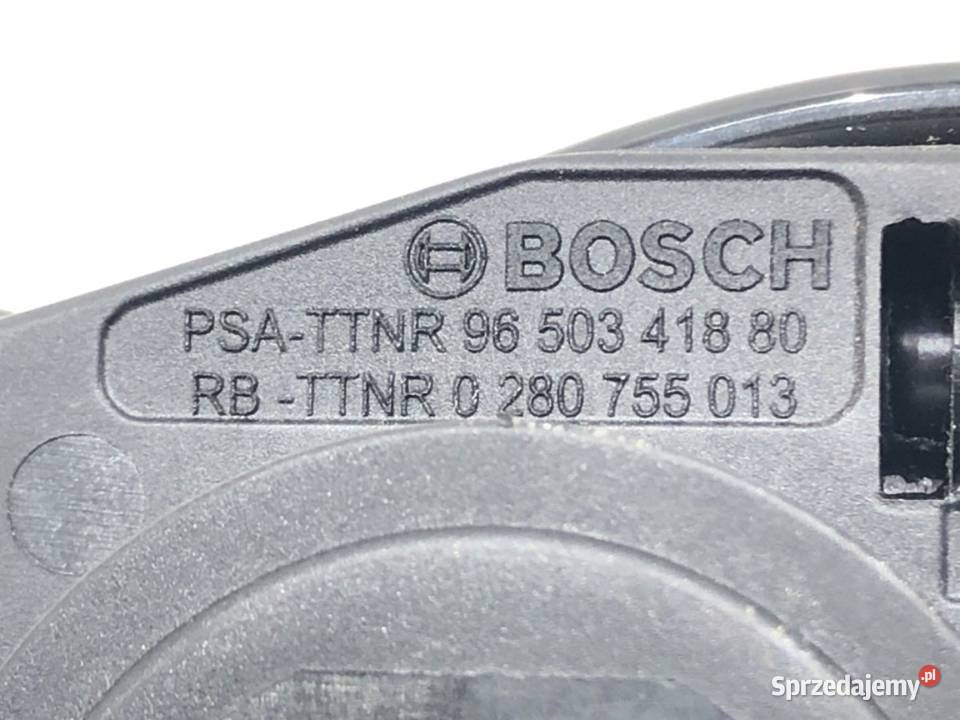 BOSCH
PSA-TTNR 96 503 418 80
RB -TTNR 0 280 755 013
Sprzedajemy.pl